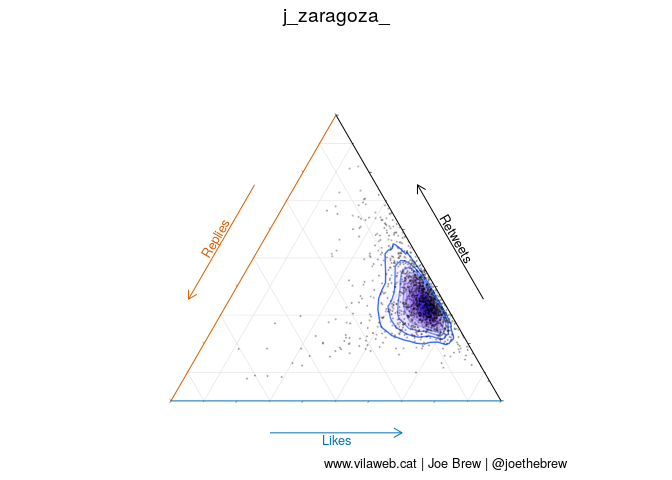 j_zaragoza_
Replies
Retweets
Likes
www.vilaweb.cat | Joe Brew | @joethebrew